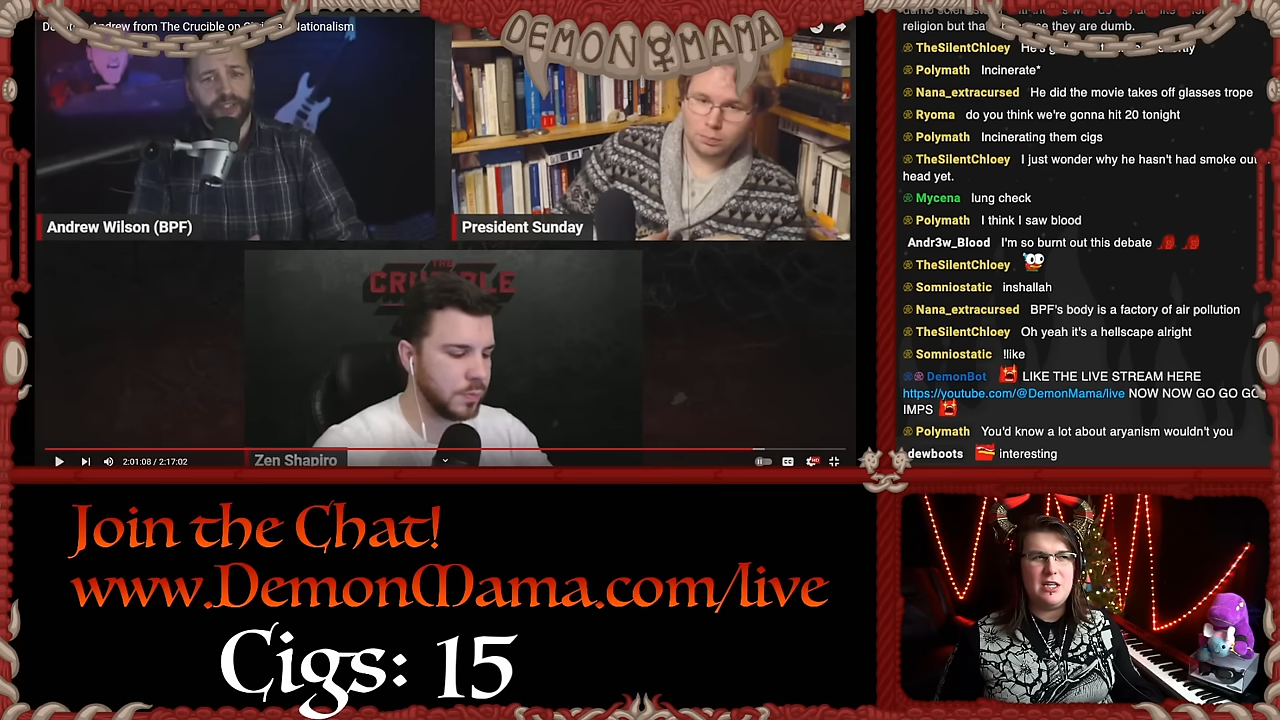 Andrew from The Crucible on
Nationalism
DEMON MAMA
Andrew Wilson (BPF)
President Sunday
THE
CRUCIBLE
Zen Shapiro
2:01:08 / 2:17:02
HD
religion but that
they are dumb.
TheSilentChloey He's
Polymath Incinerate*
Nana_extracursed He did the movie takes off glasses trope
Ryoma do you think we're gonna hit 20 tonight
Polymath Incinerating them cigs
TheSilentChloey I just wonder why he hasn't had smoke
head yet.
Mycena lung check
Polymath I think I saw blood
Andr3w_Blood I'm so burnt out this debate
TheSilentChloey
Somniostatic inshallah
Nana_extracursed BPF's body is a factory of air pollution
TheSilentChloey Oh yeah it's a hellscape alright
Somniostatic !like
DemonBot LIKE THE LIVE STREAM HERE
https://youtube.com/@DemonMama/live NOW NOW GO GO GO
IMPS
Polymath You'd know a lot about aryanism wouldn't you
dewboots interesting
Join the Chat!
www.DemonMama.com/live
Cigs: 15